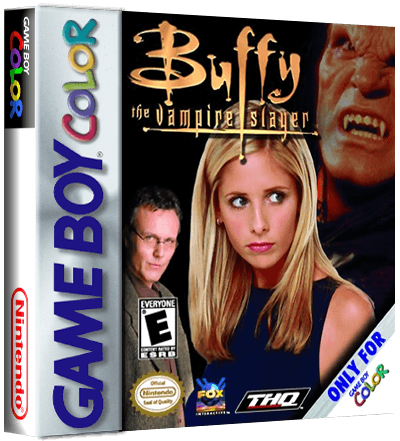 GAME BOY COLOR
Nintendo
GAME BOY COLOR
Buffy
the vampire slayer
EVERYONE
E
CONTENT RATED BY
ESRB
Official
Nintendo
Seal of Quality
FOX
INTERACTIVE
THQ
ONLY FOR
GAME BOY
COLOR